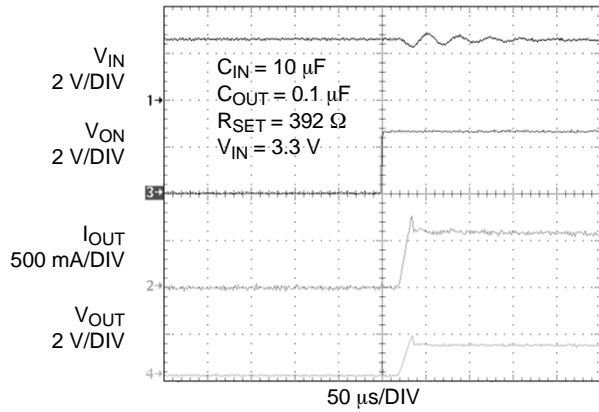 V_IN
2 V/DIV
C_IN = 10 μF
C_OUT = 0.1 μF
R_SET = 392 Ω
V_IN = 3.3 V
1
V_ON
2 V/DIV
3
I_OUT
500 mA/DIV
2
V_OUT
2 V/DIV
4
50 μs/DIV